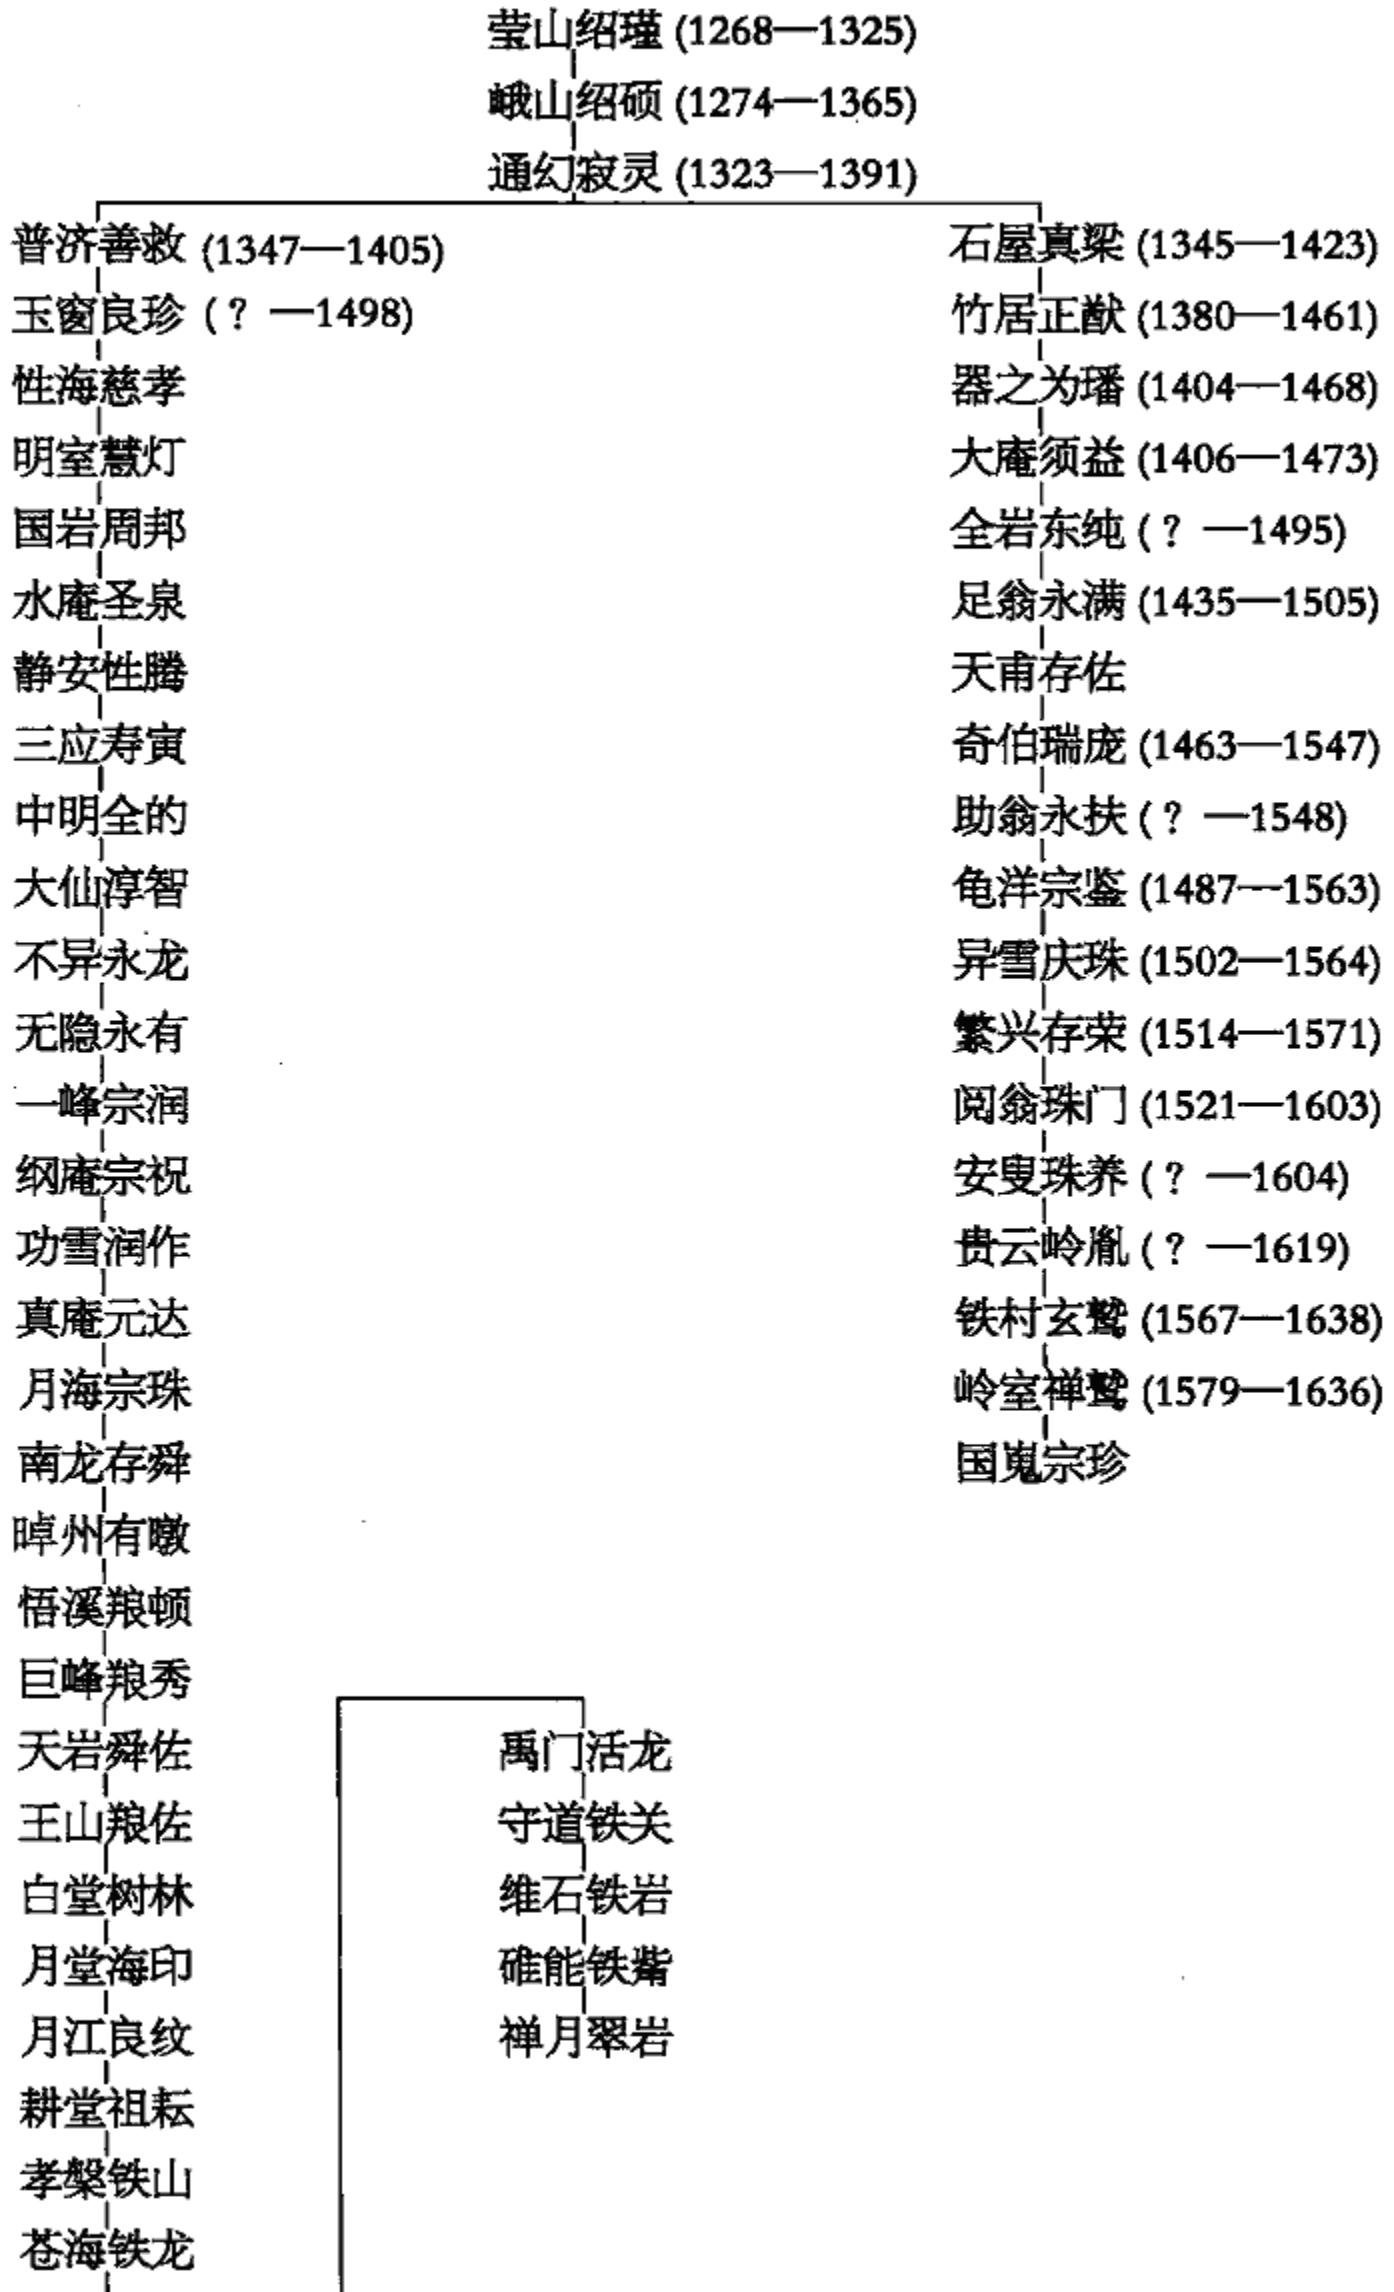 莹山绍瑾 (1268—1325)
峨山绍硕 (1274—1365)
通幻寂灵 (1323—1391)
普济善救 (1347—1405)
玉窗良珍 (? —1498)
性海慈孝
明室慧灯
国岩周邦
水庵圣泉
静安性腾
三应寿寅
中明全的
大仙淳智
不异永龙
无隐永有
一峰宗润
纲庵宗祝
功雪润作
真庵元达
月海宗珠
南龙存舜
晫州有暾
悟溪粮顿
巨峰粮秀
天岩舜佐
王山粮佐
白堂树林
月堂海印
月江良纹
耕堂祖耘
孝槃铁山
苍海铁龙
禹门活龙
守道铁关
维石铁岩
碓能铁觜
禅月翠岩
石屋真梁 (1345—1423)
竹居正猷 (1380—1461)
器之为璠 (1404—1468)
大庵须益 (1406—1473)
全岩东纯 (? —1495)
足翁永满 (1435—1505)
天甫存佐
奇伯瑞庞 (1463—1547)
助翁永扶 (? —1548)
龟洋宗鉴 (1487—1563)
异雪庆珠 (1502—1564)
繁兴存荣 (1514—1571)
阅翁珠门 (1521—1603)
安叟珠养 (? —1604)
贵云岭胤 (? —1619)
铁村玄鹫 (1567—1638)
岭室禅鹫 (1579—1636)
国嵬宗珍